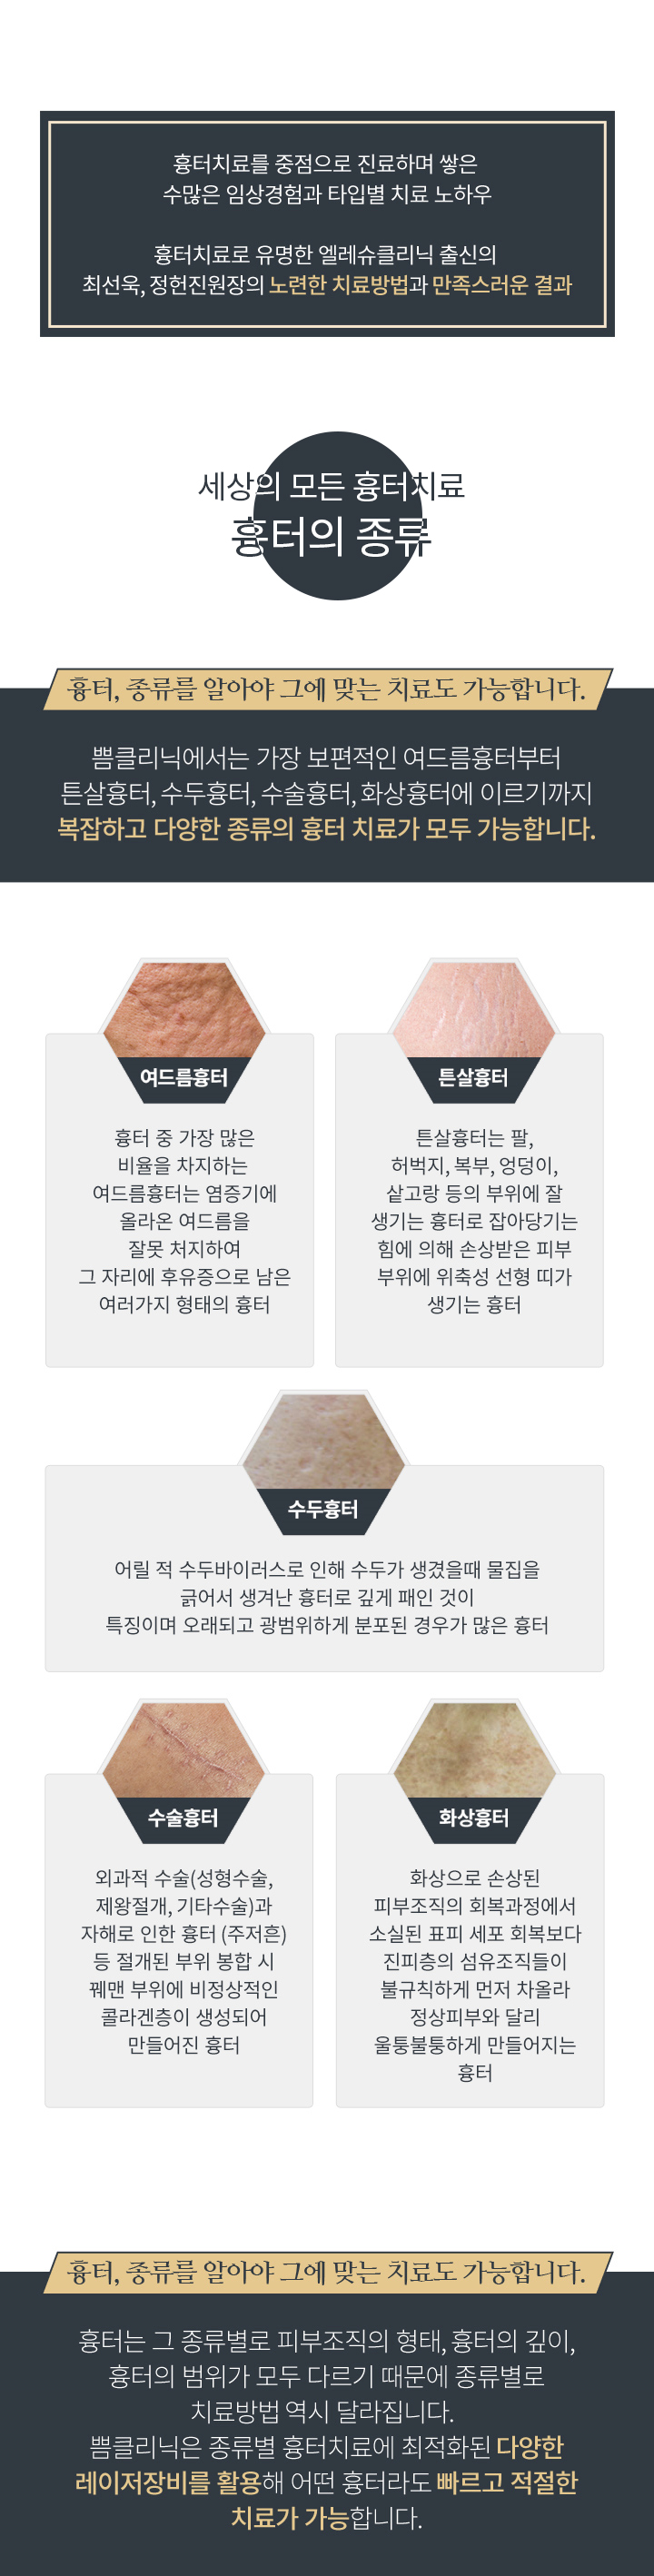 흉터치료를 중점으로 진료하며 쌓은
수많은 임상경험과 타입별 치료 노하우
흉터치료로 유명한 엘레슈클리닉 출신의
최선욱, 정헌진원장의 노련한 치료방법과 만족스러운 결과
세상의 모든 흉터치료
흉터의 종류
흉터, 종류를 알아야 그에 맞는 치료도 가능합니다.
쁨클리닉에서는 가장 보편적인 여드름흉터부터
튼살흉터, 수두흉터, 수술흉터, 화상흉터에 이르기까지
복잡하고 다양한 종류의 흉터 치료가 모두 가능합니다.
여드름흉터
흉터 중 가장 많은
비율을 차지하는
여드름흉터는 염증기에
올라온 여드름을
잘못 처지하여
그 자리에 후유증으로 남은
여러가지 형태의 흉터
튼살흉터
튼살흉터는 팔,
허벅지, 복부, 엉덩이,
샅고랑 등의 부위에 잘
생기는 흉터로 잡아당기는
힘에 의해 손상받은 피부
부위에 위축성 선형 띠가
생기는 흉터
수두흉터
어릴 적 수두바이러스로 인해 수두가 생겼을때 물집을
긁어서 생겨난 흉터로 깊게 패인 것이
특징이며 오래되고 광범위하게 분포된 경우가 많은 흉터
수술흉터
외과적 수술(성형수술,
제왕절개, 기타수술)과
자해로 인한 흉터 (주저흔)
등 절개된 부위 봉합 시
꿰맨 부위에 비정상적인
콜라겐층이 생성되어
만들어진 흉터
화상흉터
화상으로 손상된
피부조직의 회복과정에서
소실된 표피 세포 회복보다
진피층의 섬유조직들이
불규칙하게 먼저 차올라
정상피부와 달리
울퉁불퉁하게 만들어지는
흉터
흉터, 종류를 알아야 그에 맞는 치료도 가능합니다.
흉터는 그 종류별로 피부조직의 형태, 흉터의 깊이,
흉터의 범위가 모두 다르기 때문에 종류별로
치료방법 역시 달라집니다.
쁨클리닉은 종류별 흉터치료에 최적화된 다양한
레이저장비를 활용해 어떤 흉터라도 빠르고 적절한
치료가 가능합니다.